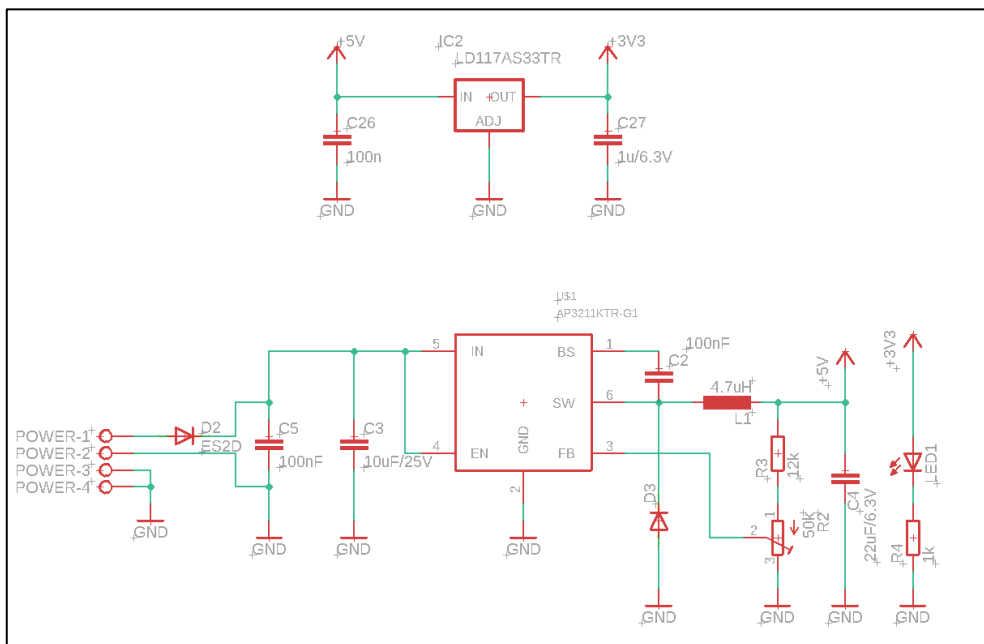 +5V
IC2
LD117AS33TR
+3V3
IN
OUT
ADJ
C26
100n
C27
1u/6.3V
GND
GND
GND
U$1
AP3211KTR-G1
5
IN
BS
1
100nF
C2
+5V
+3V3
4.7uH
L1
SW
6
GND
4
EN
FB
3
2
POWER-1
POWER-2
POWER-3
POWER-4
D2
ES2D
C5
100nF
C3
10uF/25V
D3
R3
12k
1
2
3
50K
R2
C4
22uF/6.3V
LED1
R4
1k
GND
GND
GND
GND
GND
GND
GND
GND